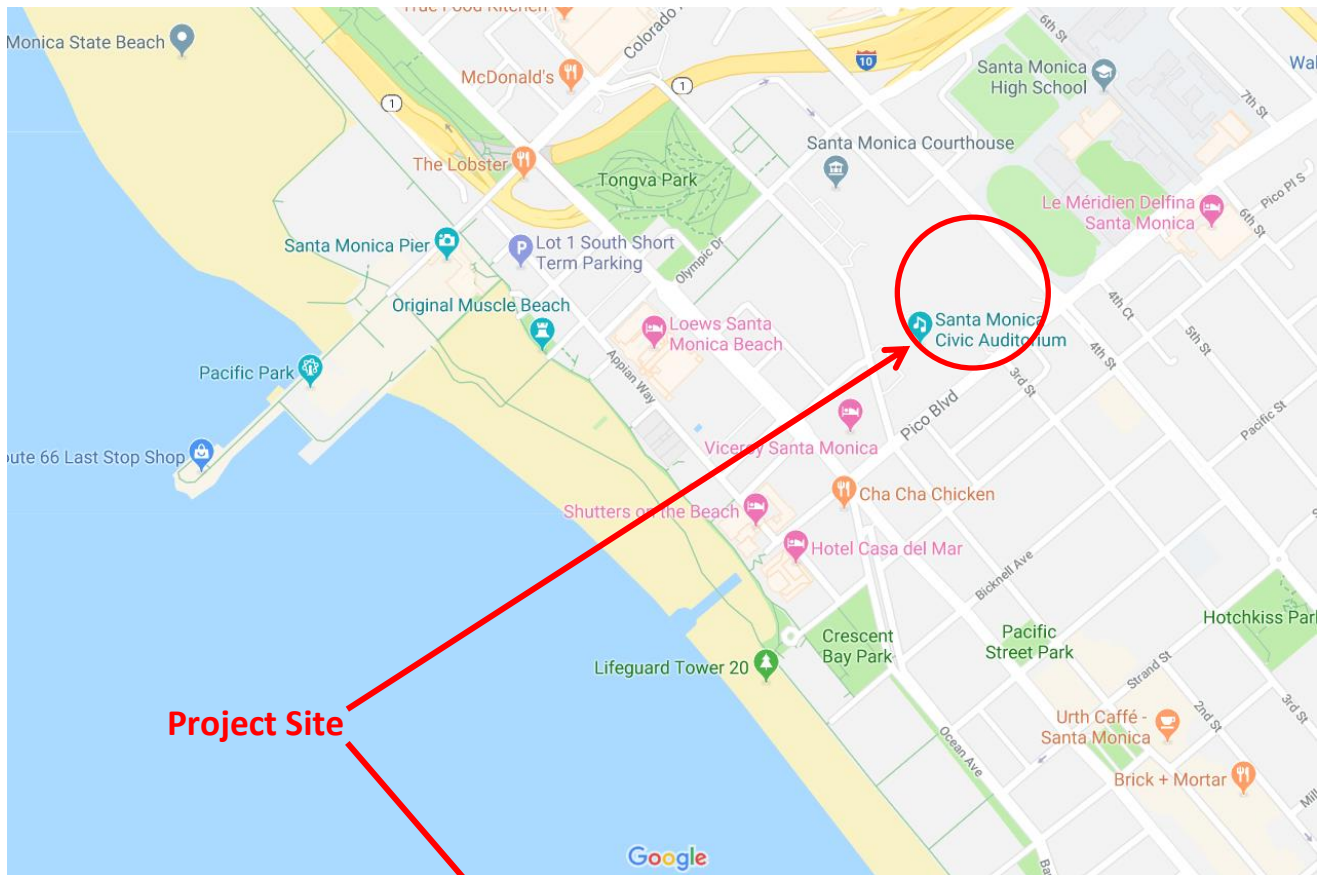 True Food Kitchen
Colorado
6th St
Monica State Beach
10
Santa Monica
High School
McDonald's
1
1
7th St
Santa Monica Courthouse
The Lobster
Tongva Park
Pico Pl S
Le Méridien Delfina
Santa Monica
6th St
Santa Monica Pier
P
Lot 1 South Short
Term Parking
Olympic Dr
Original Muscle Beach
4th Ct
Loews Santa
Monica Beach
Santa Monica
Civic Auditorium
4th St
5th St
Appian Way
Pacific Park
3rd St
Pico Blvd
Pacific St
Viceroy Santa Monica
oute 66 Last Stop Shop
Cha Cha Chicken
Shutters on the Beach
Hotel Casa del Mar
Bicknell Ave
Hotchkiss Park
Crescent
Bay Park
Pacific
Street Park
Lifeguard Tower 20
Strand St
Project Site
Urth Caffé -
Santa Monica
2nd St
3rd St
Ocean Ave
Brick + Mortar
Google